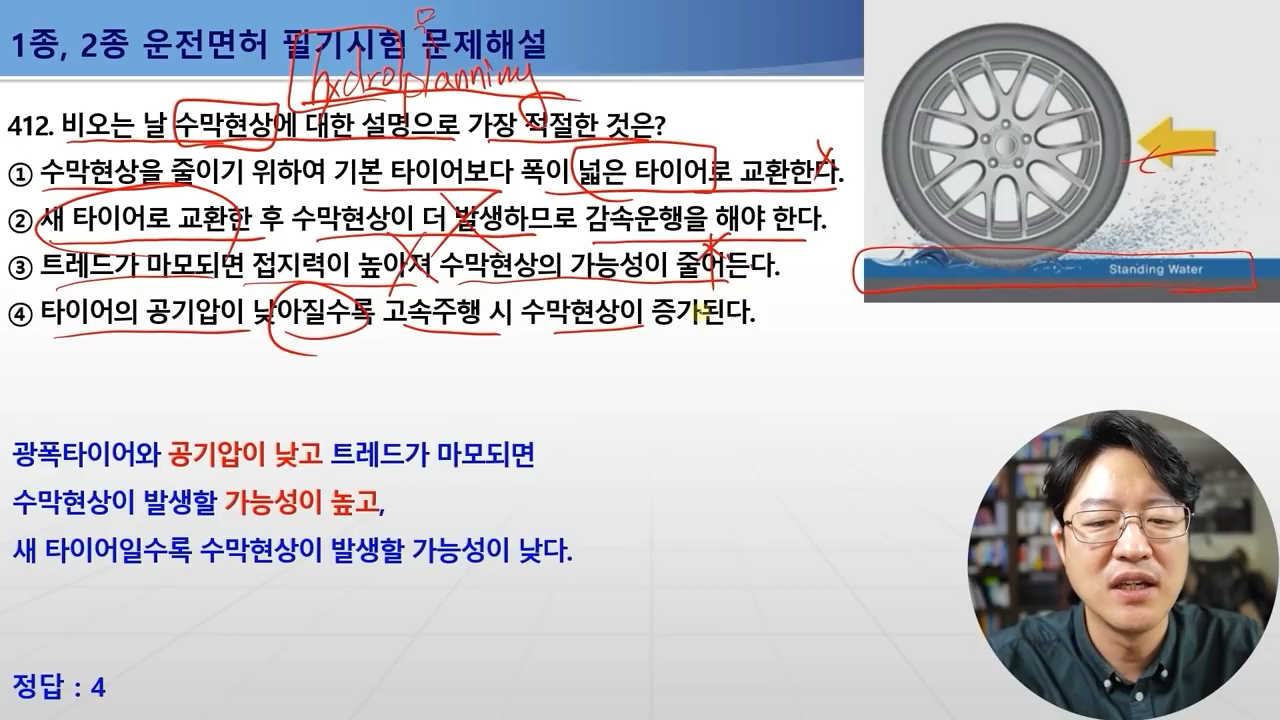 1종, 2종 운전면허 필기시험 문제해설
hydroplanning
412. 비오는 날 수막현상에 대한 설명으로 가장 적절한 것은?
① 수막현상을 줄이기 위하여 기본 타이어보다 폭이 넓은 타이어로 교환한다.
② 새 타이어로 교환한 후 수막현상이 더 발생하므로 감속운행을 해야 한다.
③ 트레드가 마모되면 접지력이 높아져 수막현상의 가능성이 줄어든다.
④ 타이어의 공기압이 낮아질수록 고속주행 시 수막현상이 증가된다.
Standing Water
광폭타이어와 공기압이 낮고 트레드가 마모되면
수막현상이 발생할 가능성이 높고,
새 타이어일수록 수막현상이 발생할 가능성이 낮다.
정답 : 4